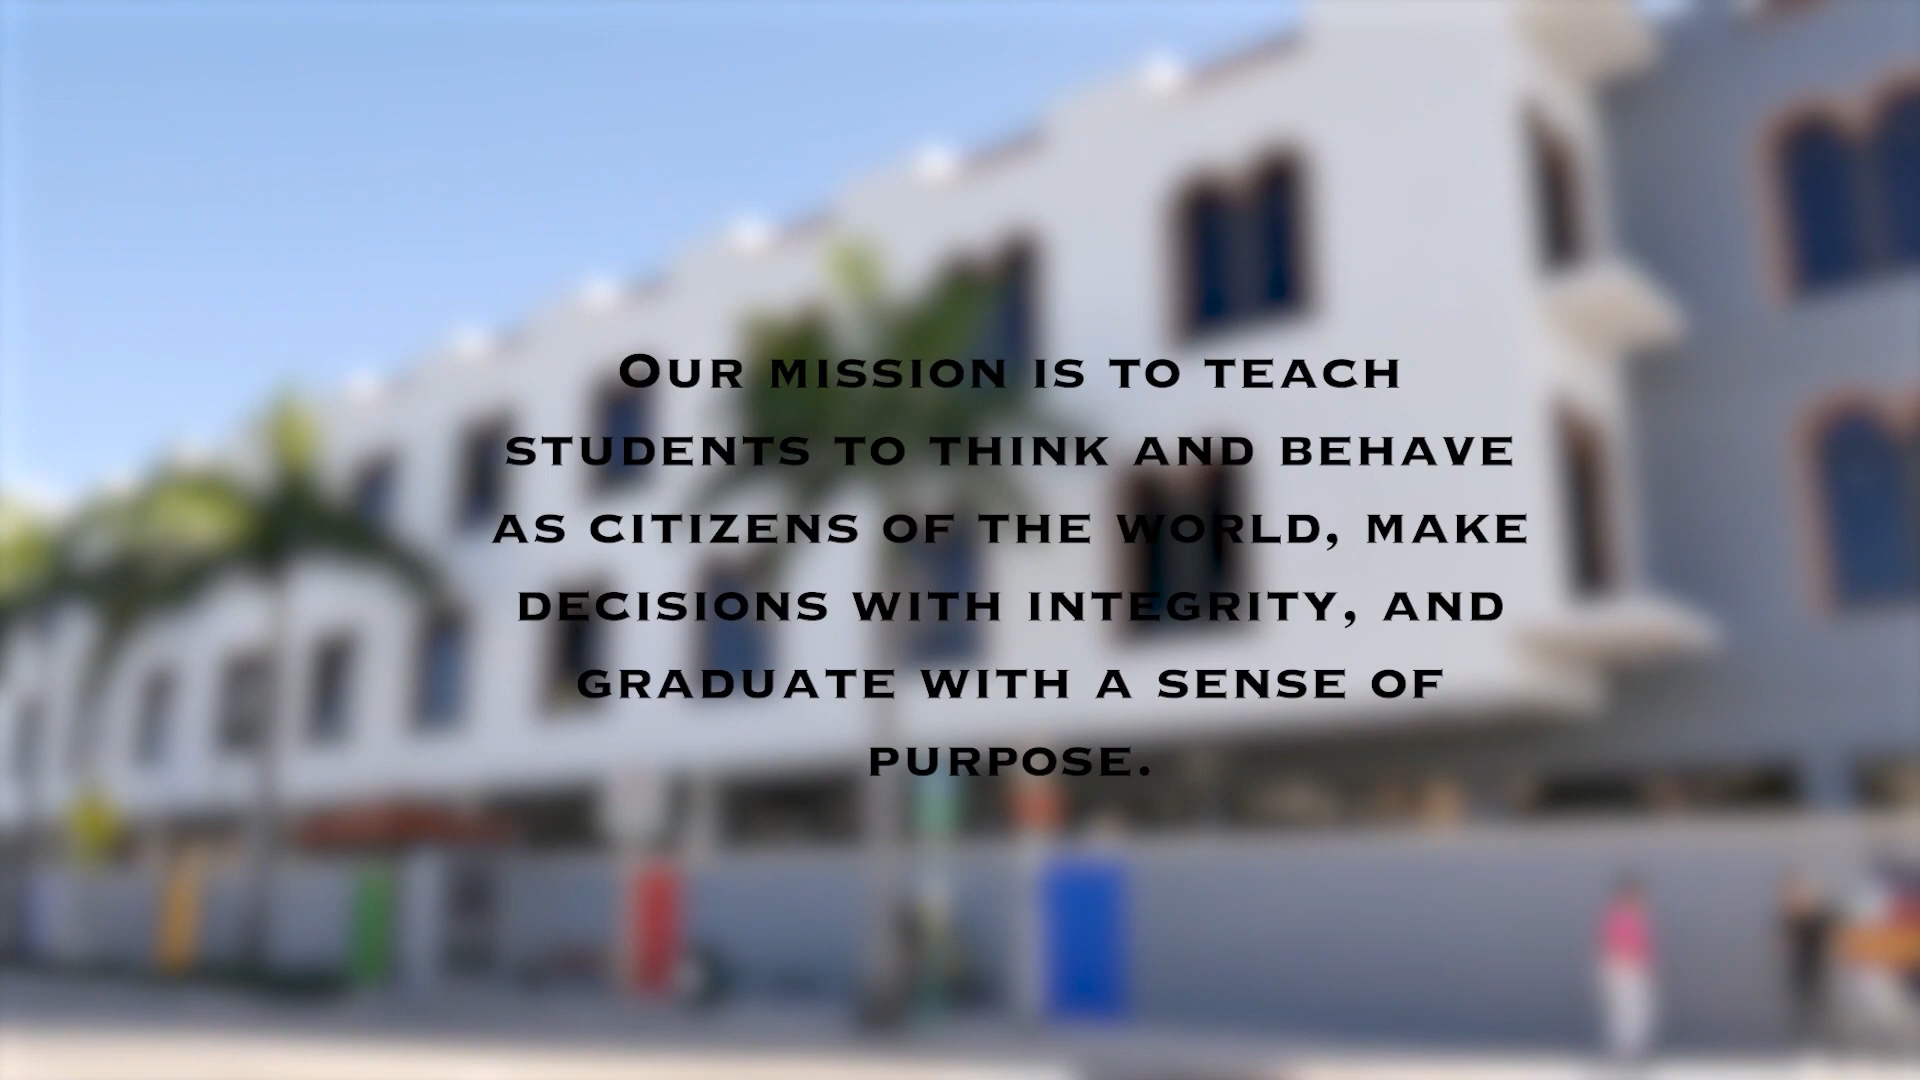 Our mission is to teach
students to think and behave
as citizens of the world, make
decisions with integrity, and
graduate with a sense of
purpose.